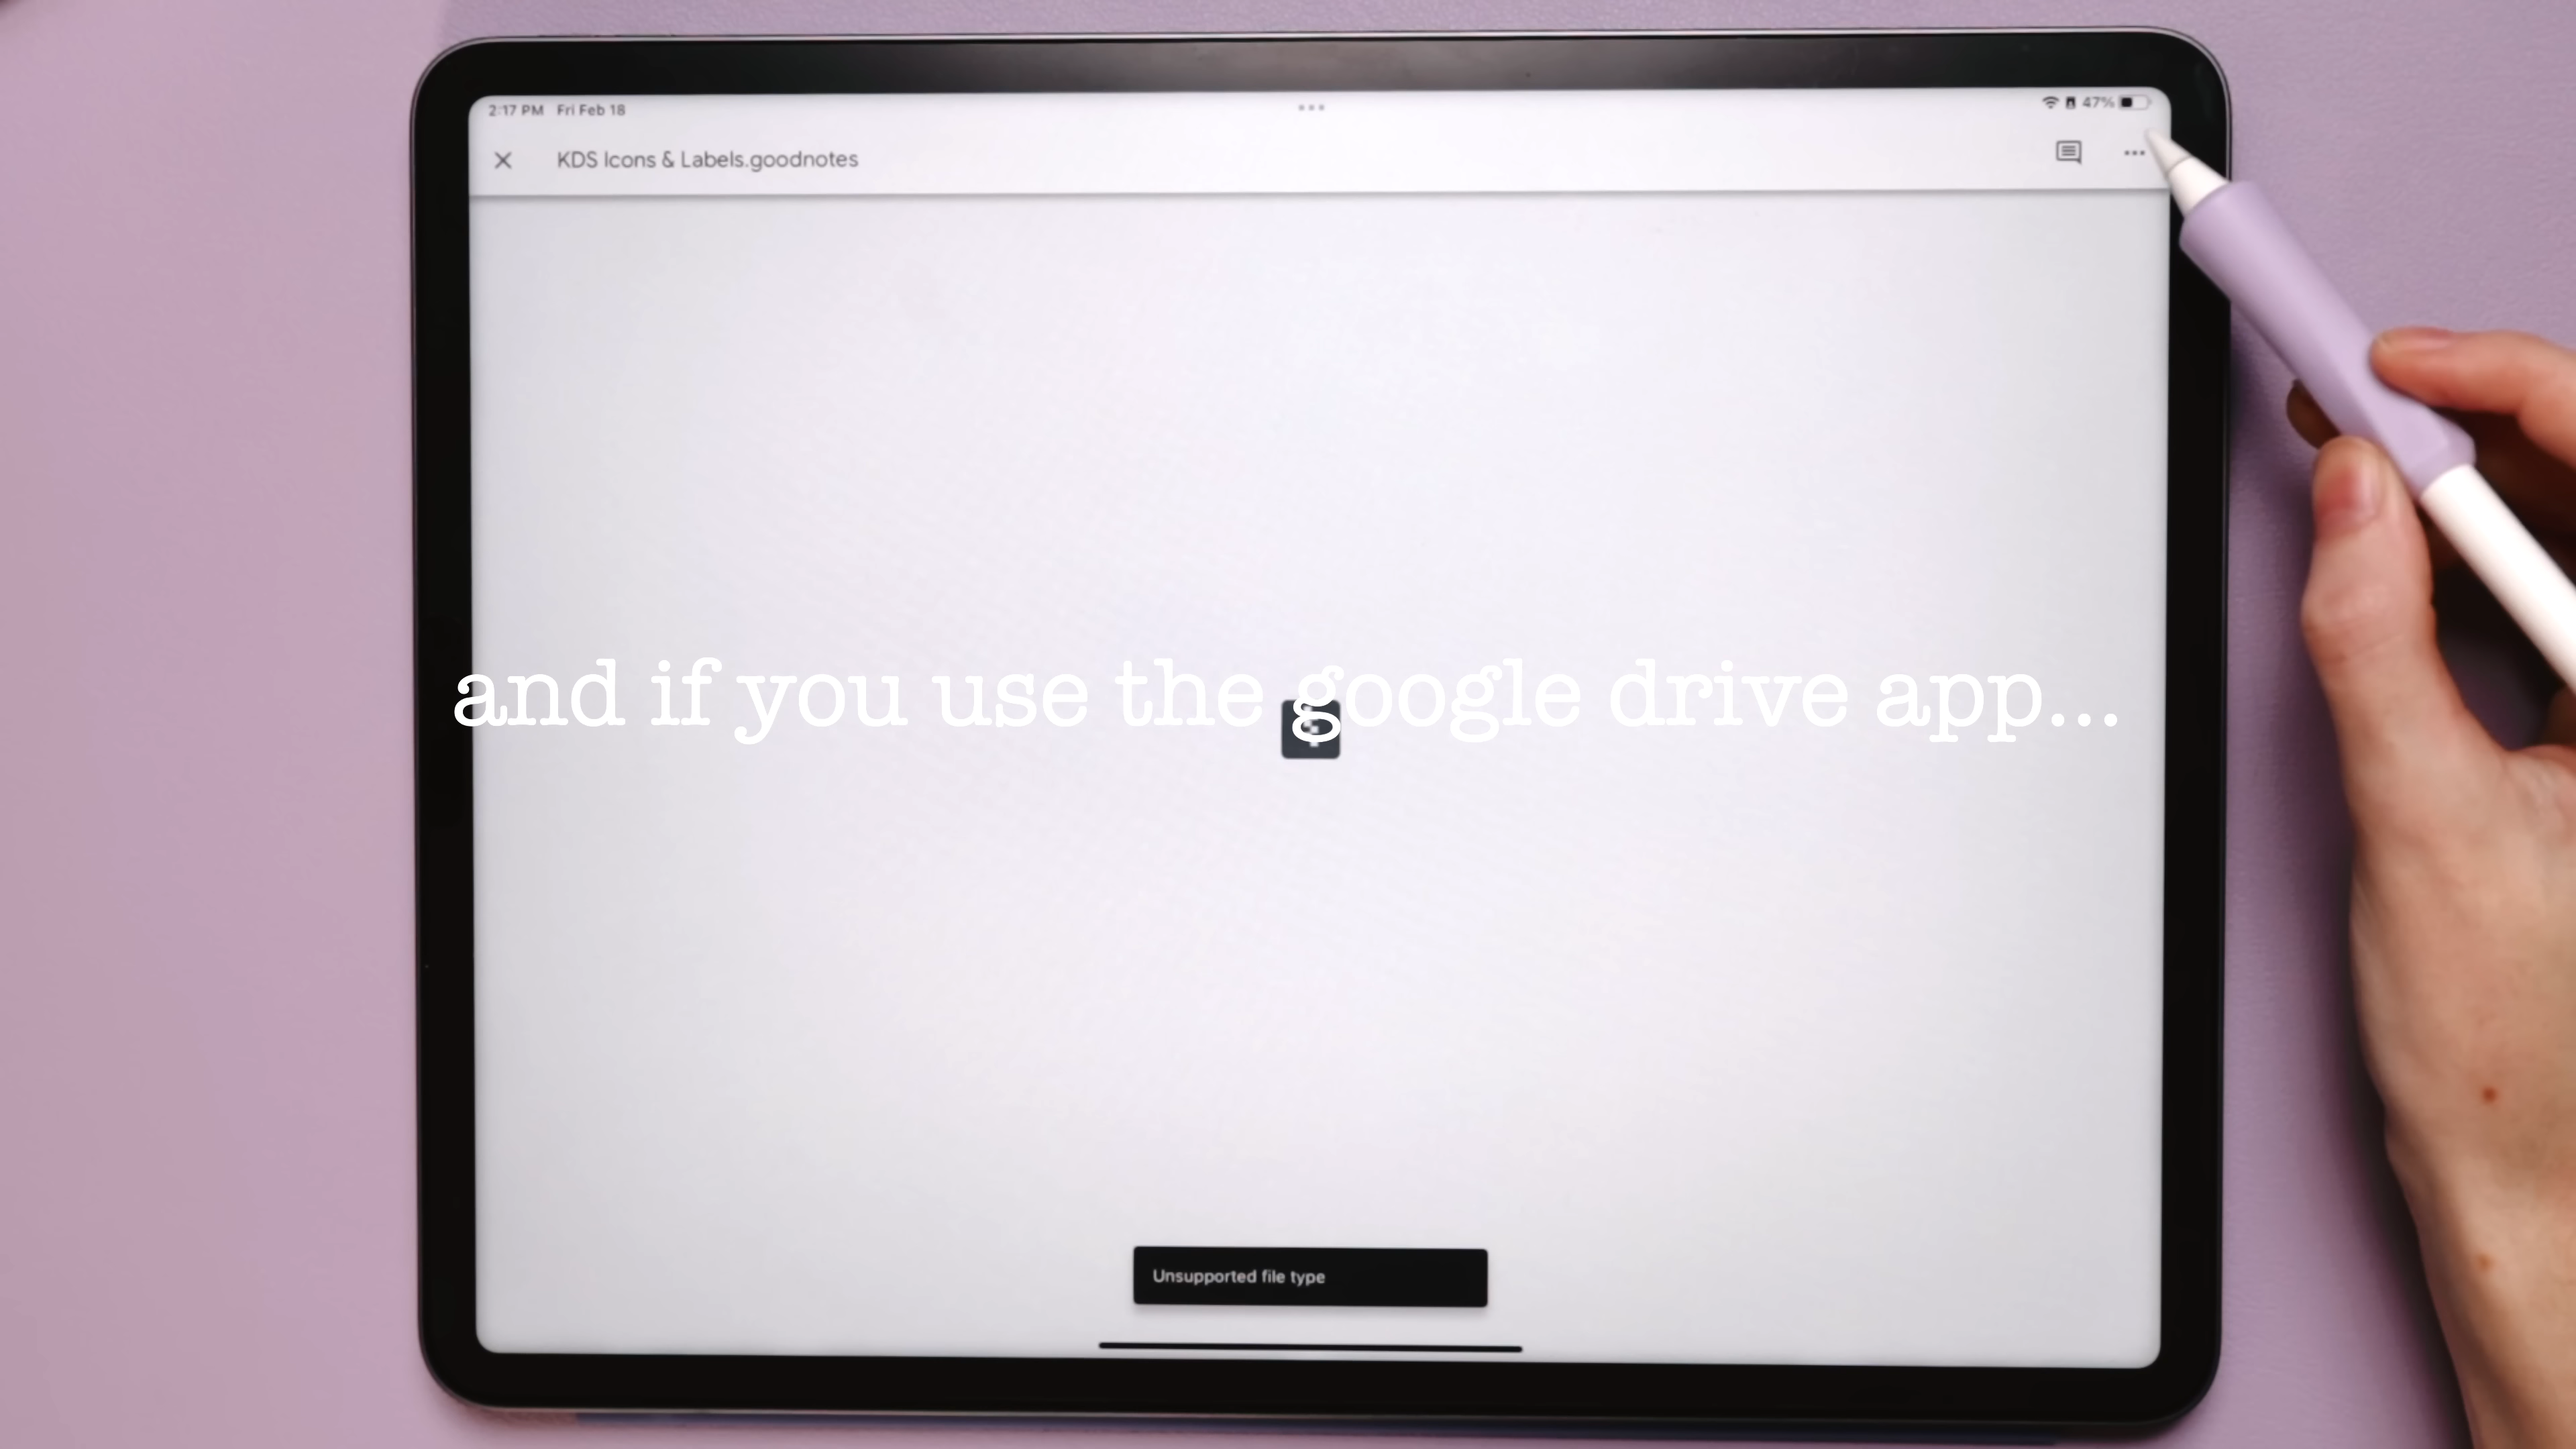 2:17 PM Fri Feb 18
47%
KDS Icons & Labels.goodnotes
and if you use the google drive app...
Unsupported file type